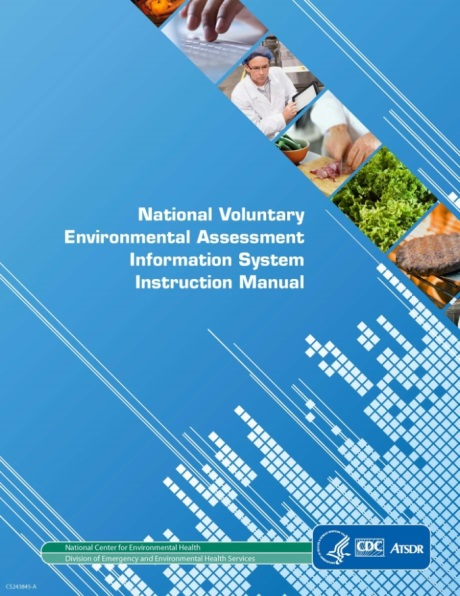 National Voluntary
Environmental Assessment
Information System
Instruction Manual
National Center for Environmental Health
Division of Emergency and Environmental Health Services
CDC
ATSDR
CS245845-A